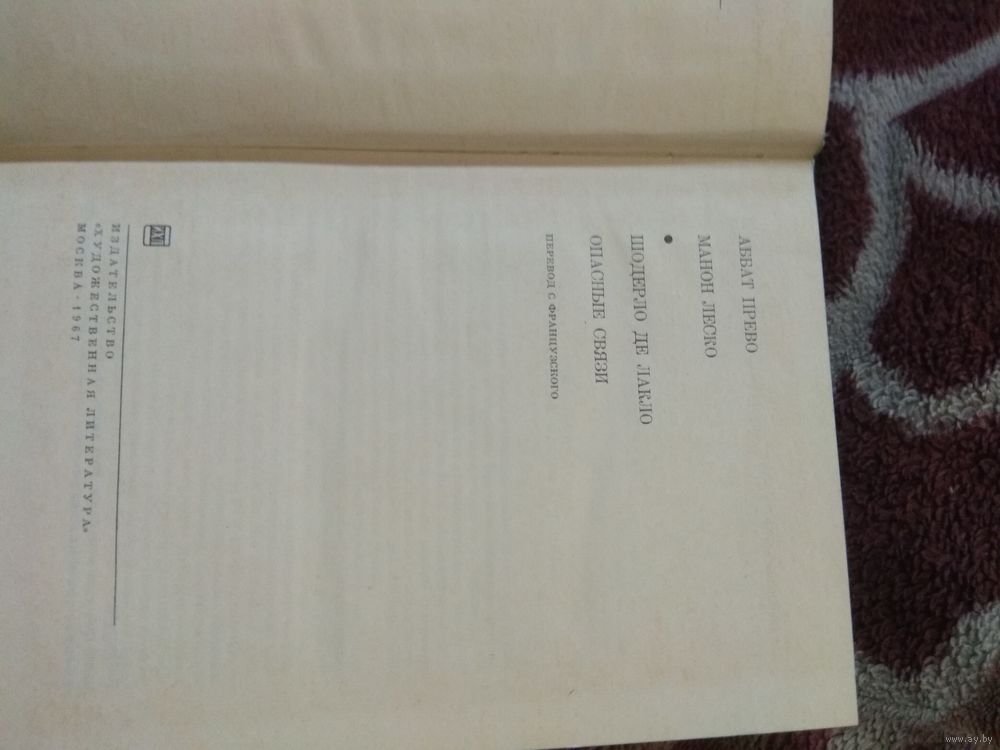 АББАТ ПРЕВО
МАНОН ЛЕСКО
•
ШОДЕРЛО ДЕ ЛАКЛО
ОПАСНЫЕ СВЯЗИ
ПЕРЕВОД С ФРАНЦУЗСКОГО
ИЗДАТЕЛЬСТВО
«ХУДОЖЕСТВЕННАЯ ЛИТЕРАТУРА»
МОСКВА · 1967
www.ay.by